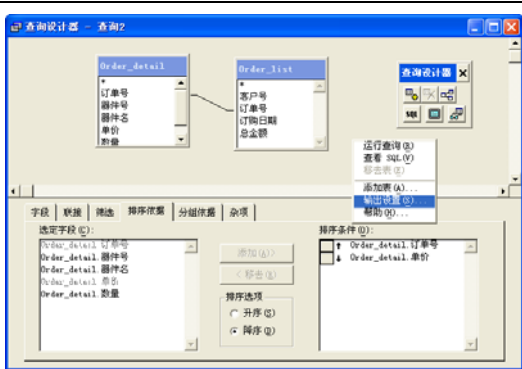 查询设计器 - 查询2
Order_detail
*
订单号
器件号
器件名
单价
数量
Order_list
*
客户号
订单号
订购日期
总金额
查询设计器
SQL
运行查询(R)
查看 SQL(V)
移去表(E)
添加表(A)...
输出设置(S)...
帮助(H)...
字段
联接
筛选
排序依据
分组依据
杂项
选定字段(C):
Order_detail.订单号
Order_detail.器件号
Order_detail.器件名
Order_detail.单价
Order_detail.数量
添加(A)>
<移去(E)
排序选项
升序(S)
降序(D)
排序条件(O):
Order_detail.订单号
Order_detail.单价